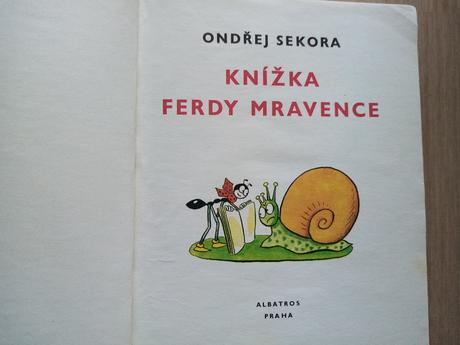 ONDŘEJ SEKORA
KNÍŽKA
FERDY MRAVENCE
ALBATROS
PRAHA